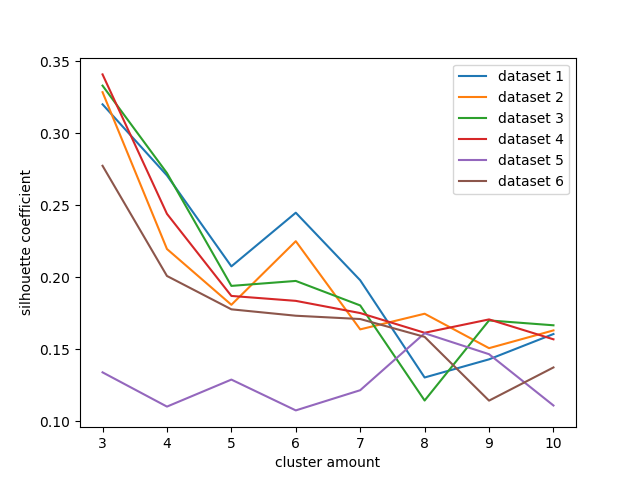 0.35
0.30
0.25
0.20
0.15
0.10
silhouette coefficient
3 4 5 6 7 8 9 10
cluster amount
dataset 1
dataset 2
dataset 3
dataset 4
dataset 5
dataset 6